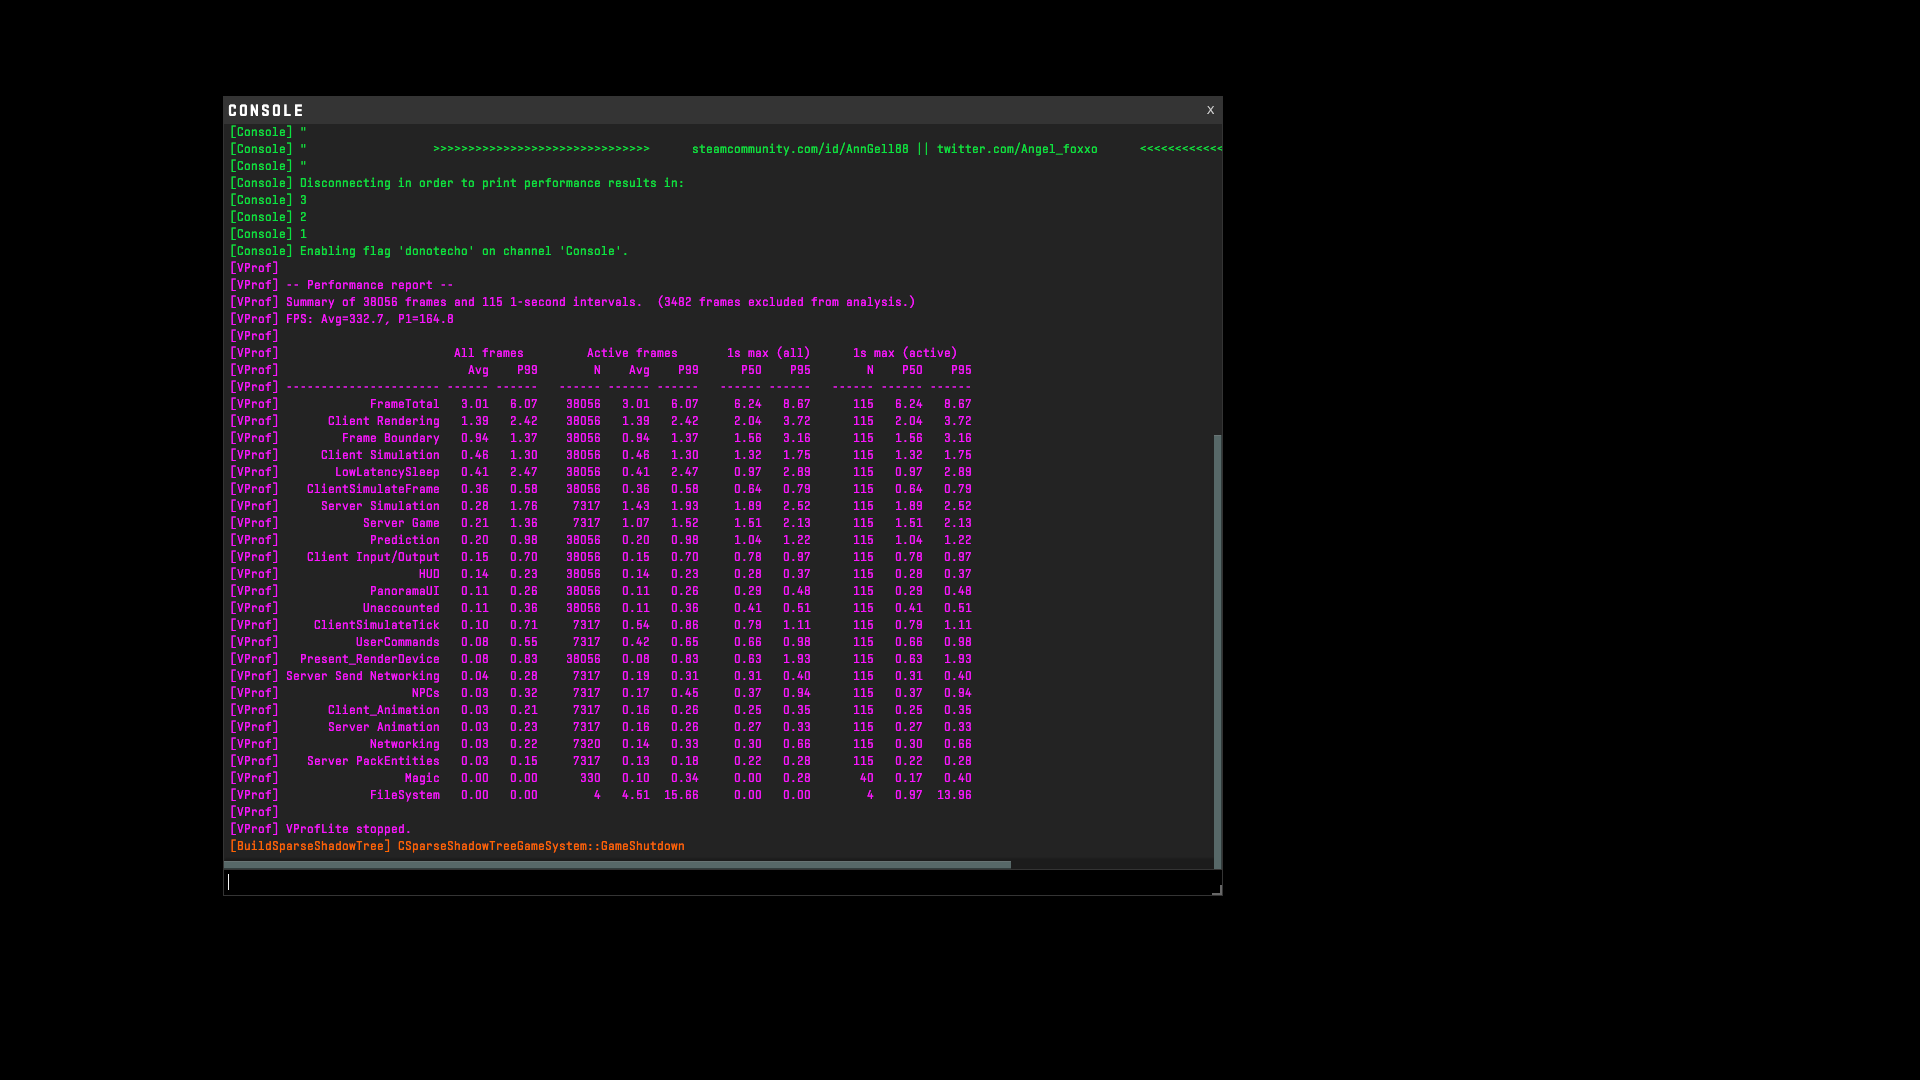 CONSOLE X
[Console] "
[Console] " >>>>>>>>>>>>>>>>>>>>>>>>>>>>>>> steamcommunity.com/id/AnnGell88 || twitter.com/Angel_foxxo <<<<<<<<<<<<
[Console] "
[Console] Disconnecting in order to print performance results in:
[Console] 3
[Console] 2
[Console] 1
[Console] Enabling flag 'donotecho' on channel 'Console'.
[VProf]
[VProf] -- Performance report --
[VProf] Summary of 38056 frames and 115 1-second intervals. (3482 frames excluded from analysis.)
[VProf] FPS: Avg=332.7, P1=164.8
[VProf]
[VProf] All frames Active frames 1s max (all) 1s max (active)
[VProf] Avg P99 N Avg P99 P50 P95 N P50 P95
[VProf] ---------------------- ------ ------ ------ ------ ------ ------ ------ ------ ------ ------
[VProf] FrameTotal 3.01 6.07 38056 3.01 6.07 6.24 8.67 115 6.24 8.67
[VProf] Client Rendering 1.39 2.42 38056 1.39 2.42 2.04 3.72 115 2.04 3.72
[VProf] Frame Boundary 0.94 1.37 38056 0.94 1.37 1.56 3.16 115 1.56 3.16
[VProf] Client Simulation 0.46 1.30 38056 0.46 1.30 1.32 1.75 115 1.32 1.75
[VProf] LowLatencySleep 0.41 2.47 38056 0.41 2.47 0.97 2.89 115 0.97 2.89
[VProf] ClientSimulateFrame 0.36 0.58 38056 0.36 0.58 0.64 0.79 115 0.64 0.79
[VProf] Server Simulation 0.28 1.76 7317 1.43 1.93 1.89 2.52 115 1.89 2.52
[VProf] Server Game 0.21 1.36 7317 1.07 1.52 1.51 2.13 115 1.51 2.13
[VProf] Prediction 0.20 0.98 38056 0.20 0.98 1.04 1.22 115 1.04 1.22
[VProf] Client Input/Output 0.15 0.70 38056 0.15 0.70 0.78 0.97 115 0.78 0.97
[VProf] HUD 0.14 0.23 38056 0.14 0.23 0.28 0.37 115 0.28 0.37
[VProf] PanoramaUI 0.11 0.26 38056 0.11 0.26 0.29 0.48 115 0.29 0.48
[VProf] Unaccounted 0.11 0.36 38056 0.11 0.36 0.41 0.51 115 0.41 0.51
[VProf] ClientSimulateTick 0.10 0.71 7317 0.54 0.86 0.79 1.11 115 0.79 1.11
[VProf] UserCommands 0.08 0.55 7317 0.42 0.65 0.66 0.98 115 0.66 0.98
[VProf] Present_RenderDevice 0.08 0.83 38056 0.08 0.83 0.63 1.93 115 0.63 1.93
[VProf] Server Send Networking 0.04 0.28 7317 0.19 0.31 0.31 0.40 115 0.31 0.40
[VProf] NPCs 0.03 0.32 7317 0.17 0.45 0.37 0.94 115 0.37 0.94
[VProf] Client_Animation 0.03 0.21 7317 0.16 0.26 0.25 0.35 115 0.25 0.35
[VProf] Server Animation 0.03 0.23 7317 0.16 0.26 0.27 0.33 115 0.27 0.33
[VProf] Networking 0.03 0.22 7320 0.14 0.33 0.30 0.66 115 0.30 0.66
[VProf] Server PackEntities 0.03 0.15 7317 0.13 0.18 0.22 0.28 115 0.22 0.28
[VProf] Magic 0.00 0.00 330 0.10 0.34 0.00 0.28 40 0.17 0.40
[VProf] FileSystem 0.00 0.00 4 4.51 15.66 0.00 0.00 4 0.97 13.96
[VProf]
[VProf] VProfLite stopped.
[BuildSparseShadowTree] CSparseShadowTreeGameSystem::GameShutdown